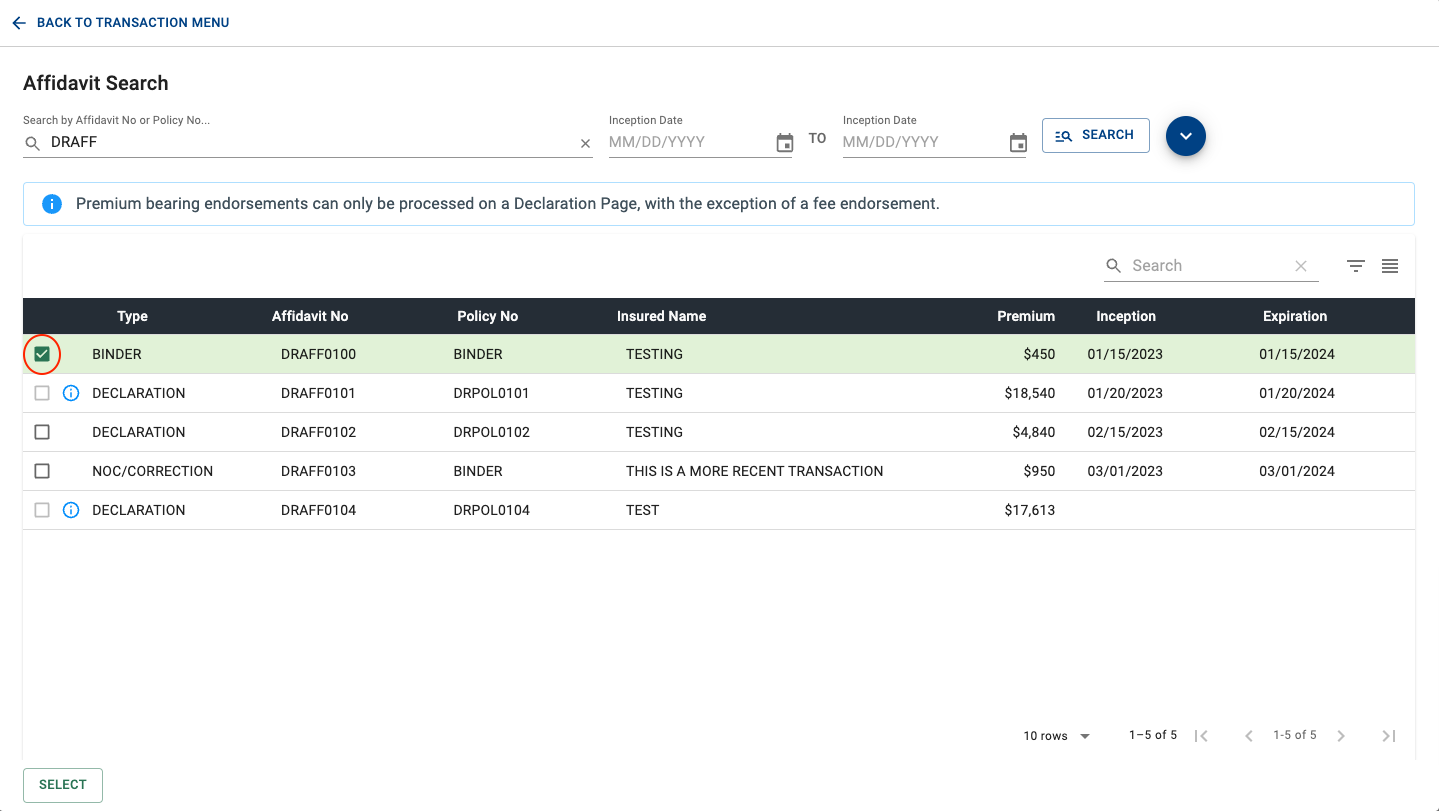 BACK TO TRANSACTION MENU
Affidavit Search
Search by Affidavit No or Policy No...
DRAFF
Inception Date
MM/DD/YYYY
TO
Inception Date
MM/DD/YYYY
SEARCH
Premium bearing endorsements can only be processed on a Declaration Page, with the exception of a fee endorsement.
Search
Type Affidavit No Policy No Insured Name Premium Inception Expiration
BINDER DRAFF0100 BINDER TESTING $450 01/15/2023 01/15/2024
DECLARATION DRAFF0101 DRPOL0101 TESTING $18,540 01/20/2023 01/20/2024
DECLARATION DRAFF0102 DRPOL0102 TESTING $4,840 02/15/2023 02/15/2024
NOC/CORRECTION DRAFF0103 BINDER THIS IS A MORE RECENT TRANSACTION $950 03/01/2023 03/01/2024
DECLARATION DRAFF0104 DRPOL0104 TEST $17,613
10 rows 1–5 of 5 1-5 of 5
SELECT